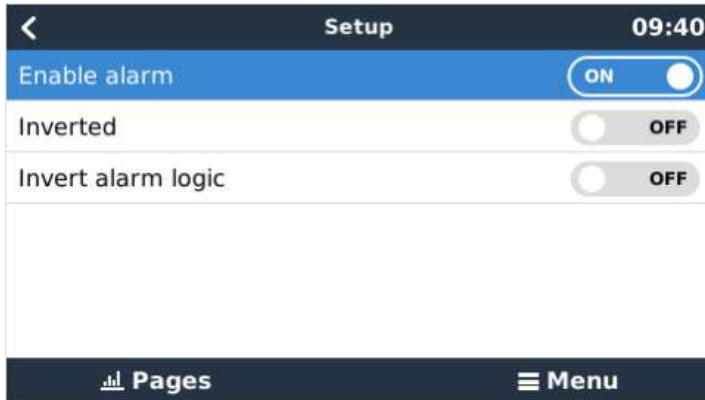 Setup 09:40
Enable alarm ON
Inverted OFF
Invert alarm logic OFF
Pages Menu